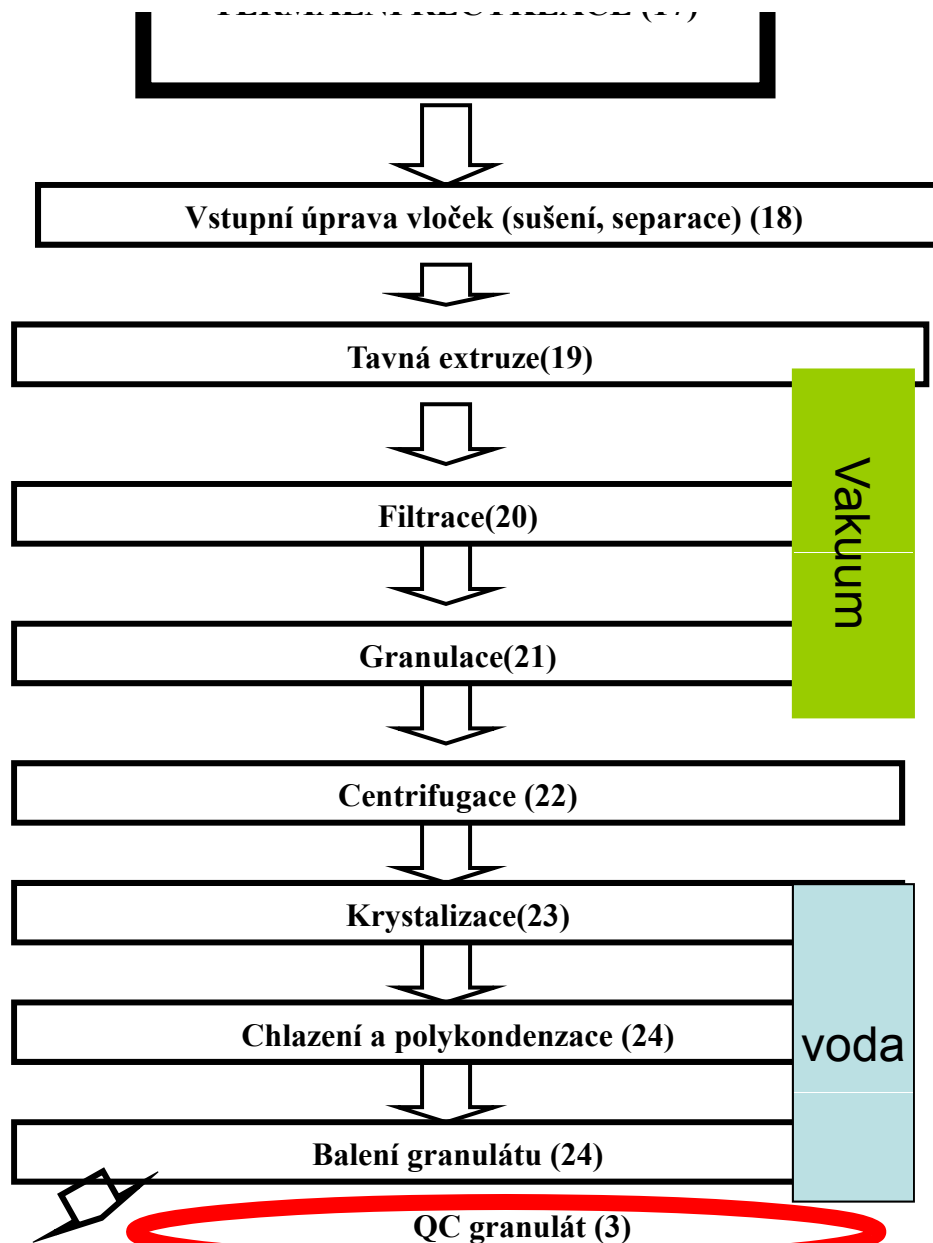 Vstupní úprava vloček (sušení, separace) (18)
Tavná extruze(19)
Vakuum
Filtrace(20)
Granulace(21)
Centrifugace (22)
Krystalizace(23)
Chlazení a polykondenzace (24)
voda
Balení granulátu (24)
QC granulát (3)